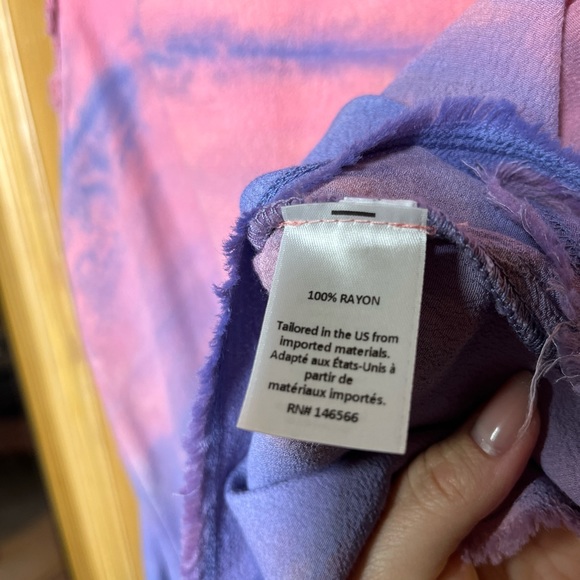 100% RAYON
Tailored in the US from
imported materials.
Adapté aux États-Unis à
partir de
matériaux importés.
RN# 146566